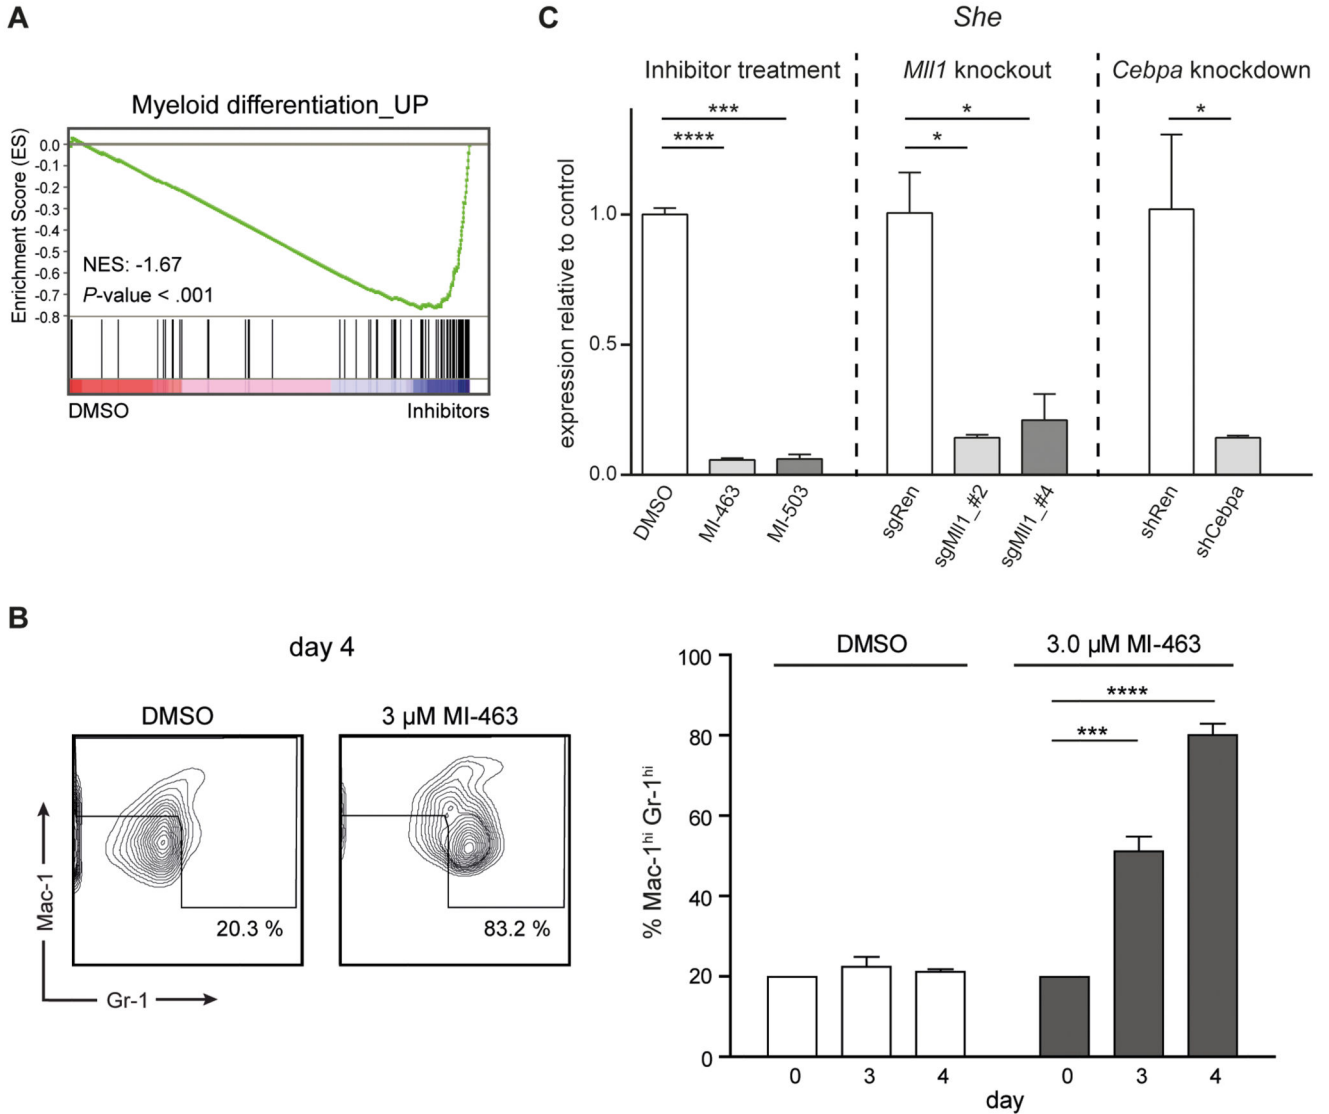 A
Myeloid differentiation_UP
Enrichment Score (ES)
0.0
-0.1
-0.2
-0.3
-0.4
-0.5
-0.6
-0.7
-0.8
NES: -1.67
P-value < .001
DMSO
Inhibitors
C
She
Inhibitor treatment
Mll1 knockout
Cebpa knockdown
expression relative to control
1.0
0.5
0.0
***
****
*
*
*
DMSO
MI-463
MI-503
sgRen
sgMll1_#2
sgMll1_#4
shRen
shCebpa
B
day 4
DMSO
3 µM MI-463
20.3 %
83.2 %
Mac-1
Gr-1
DMSO
3.0 µM MI-463
% Mac-1hi Gr-1hi
100
80
60
40
20
0
****
***
0
3
4
0
3
4
day